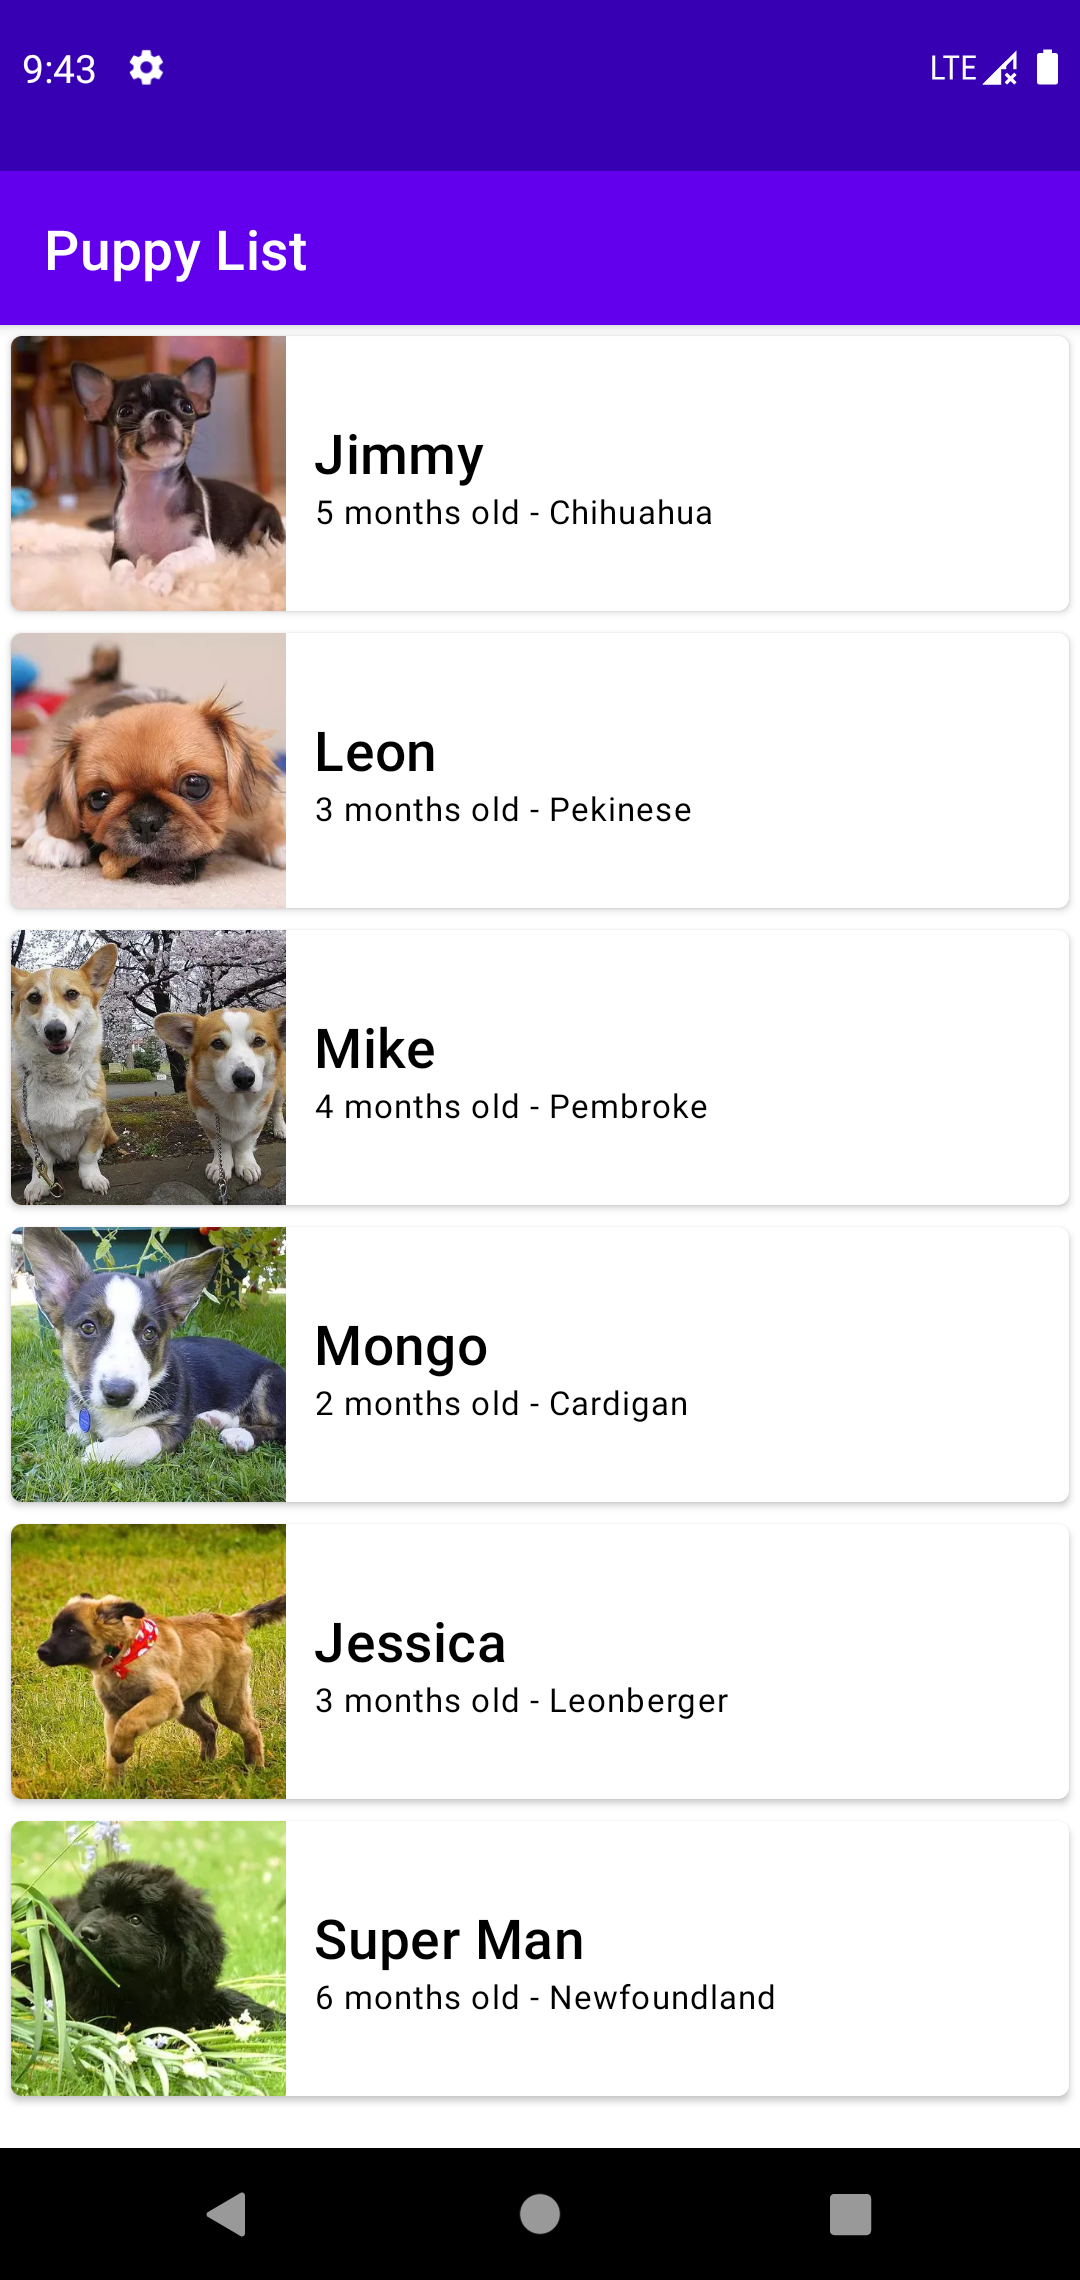 9:43 LTE
Puppy List
Jimmy
5 months old - Chihuahua
Leon
3 months old - Pekinese
Mike
4 months old - Pembroke
Mongo
2 months old - Cardigan
Jessica
3 months old - Leonberger
Super Man
6 months old - Newfoundland